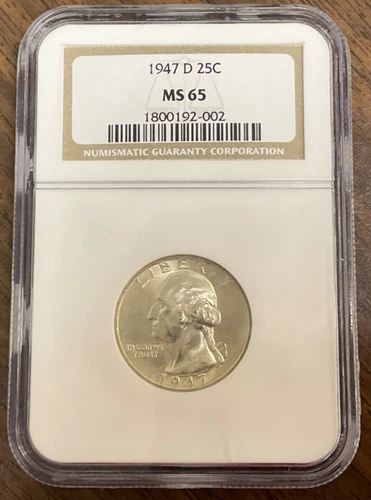 1947 D 25C
MS 65
1800192-002
NUMISMATIC GUARANTY CORPORATION
LIBERTY
IN GOD WE
TRUST
1947